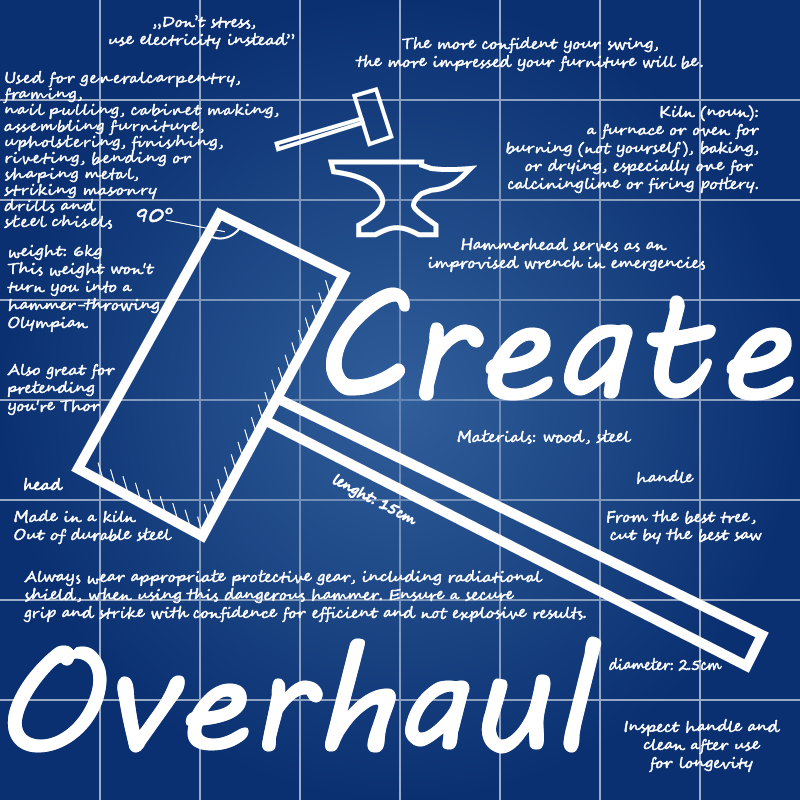 „Don't stress,
use electricity instead”
The more confident your swing,
the more impressed your furniture will be.
Used for generalcarpentry,
framing,
nail pulling, cabinet making,
assembling furniture,
upholstering, finishing,
riveting, bending or
shaping metal,
striking masonry
drills and
steel chisels
Kiln (noun):
a furnace or oven for
burning (not yourself), baking,
or drying, especially one for
calcininglime or firing pottery.
90°
weight: 6kg
This weight won't
turn you into a
hammer-throwing
Olympian
Hammerhead serves as an
improvised wrench in emergencies
Create
Also great for
pretending
you're Thor
Materials: wood, steel
head
handle
lenght: 15cm
Made in a kiln
Out of durable steel
From the best tree,
cut by the best saw
Always wear appropriate protective gear, including radiational
shield, when using this dangerous hammer. Ensure a secure
grip and strike with confidence for efficient and not explosive results.
Overhaul
diameter: 2.5cm
Inspect handle and
clean after use
for longevity